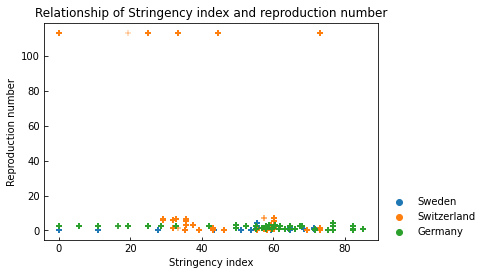 Relationship of Stringency index and reproduction number
Reproduction number
100
80
60
40
20
0
0
20
40
60
80
Stringency index
Sweden
Switzerland
Germany